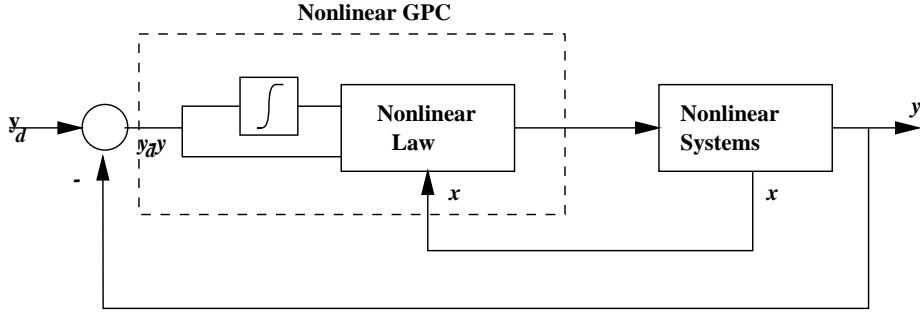 Nonlinear GPC
y
y_d
Nonlinear
Law
Nonlinear
Systems
y_d-y
-
x
x